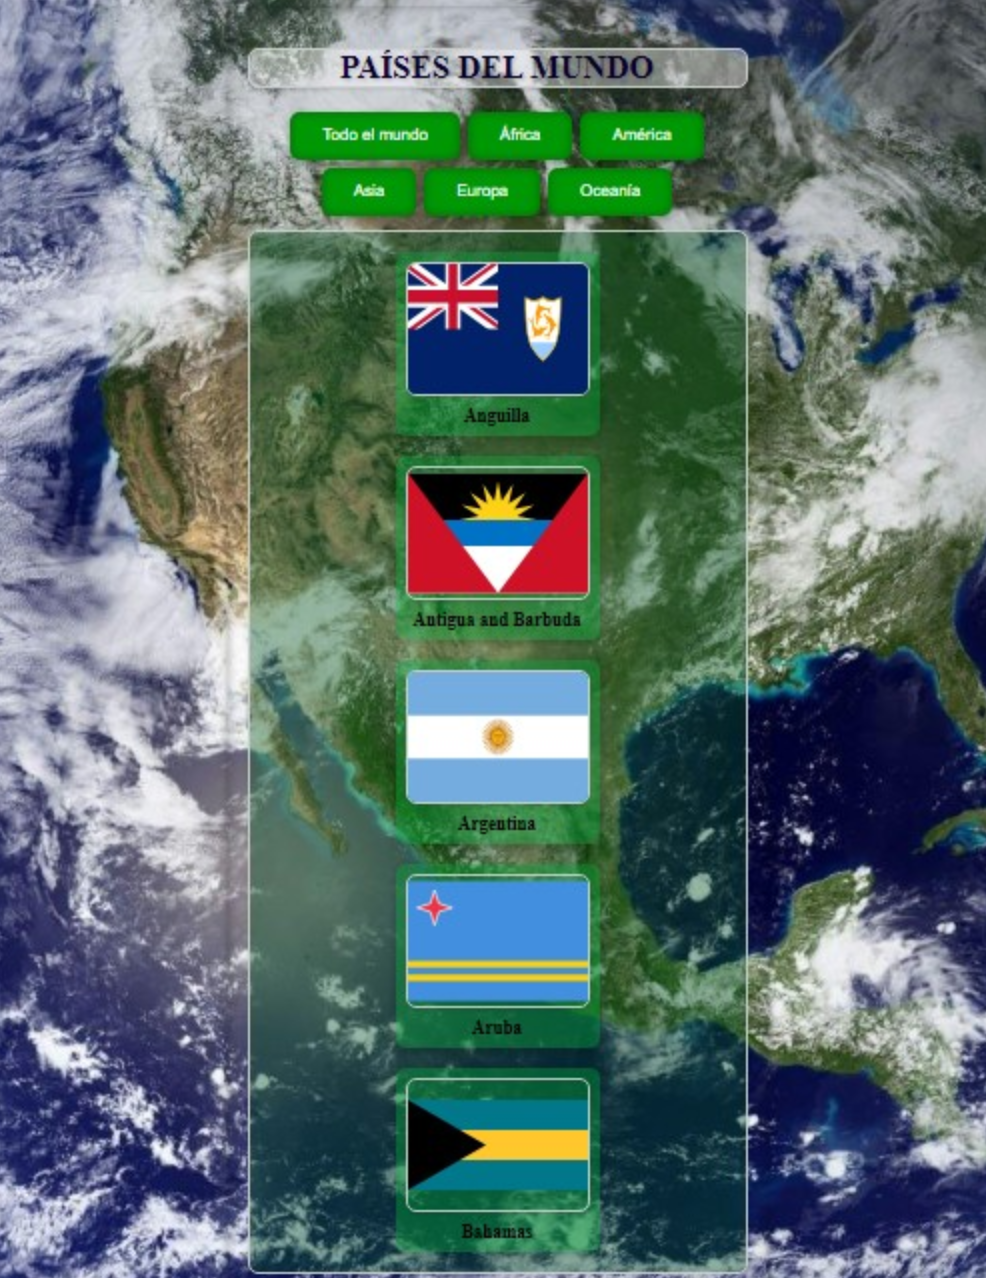 PAÍSES DEL MUNDO
Todo el mundo África América
Asia Europa Oceanía
Anguilla
Antigua and Barbuda
Argentina
Aruba
Bahamas